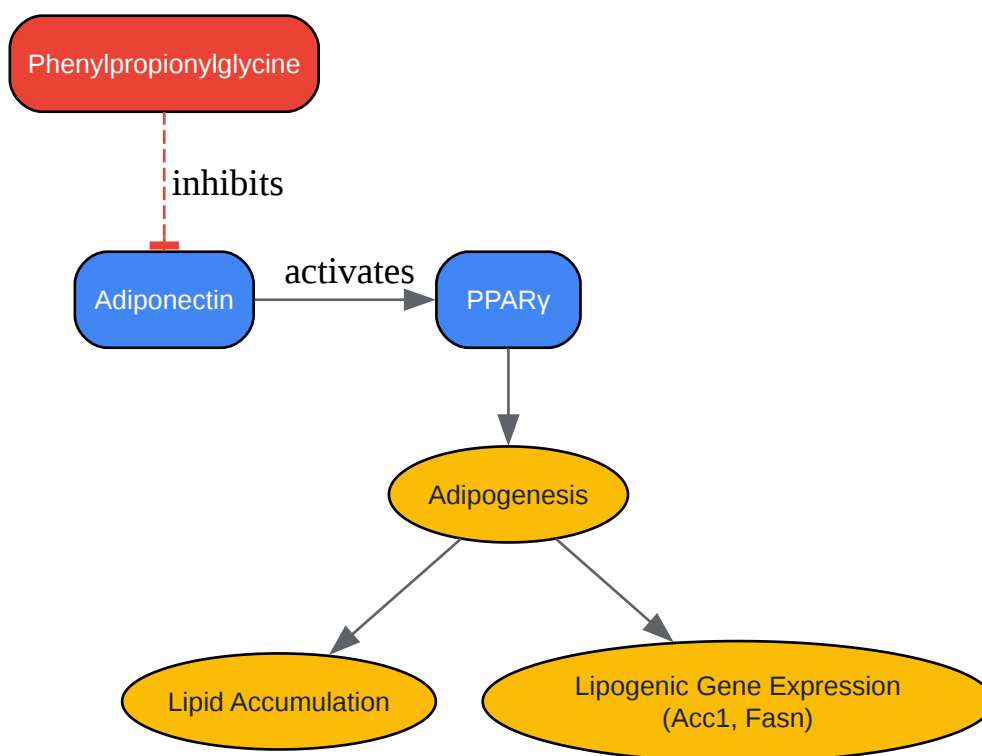 Phenylpropionylglycine
inhibits
activates
Adiponectin
PPARγ
Adipogenesis
Lipid Accumulation
Lipogenic Gene Expression
(Acc1, Fasn)